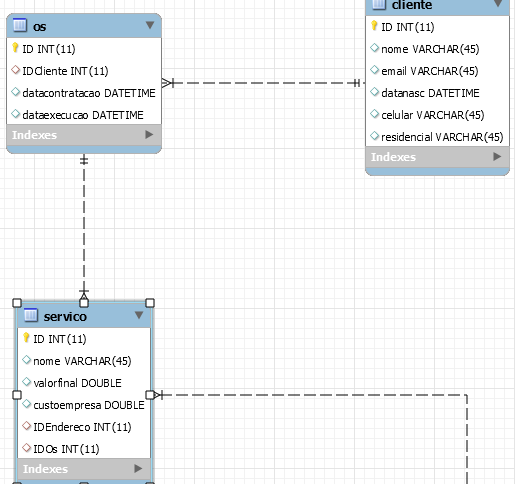 os
ID INT(11)
IDCliente INT(11)
datacontratacao DATETIME
dataexecucao DATETIME
Indexes
cliente
ID INT(11)
nome VARCHAR(45)
email VARCHAR(45)
datanasc DATETIME
celular VARCHAR(45)
residencial VARCHAR(45)
Indexes
servico
ID INT(11)
nome VARCHAR(45)
valorfinal DOUBLE
custoempresa DOUBLE
IDEndereco INT(11)
IDOs INT(11)
Indexes